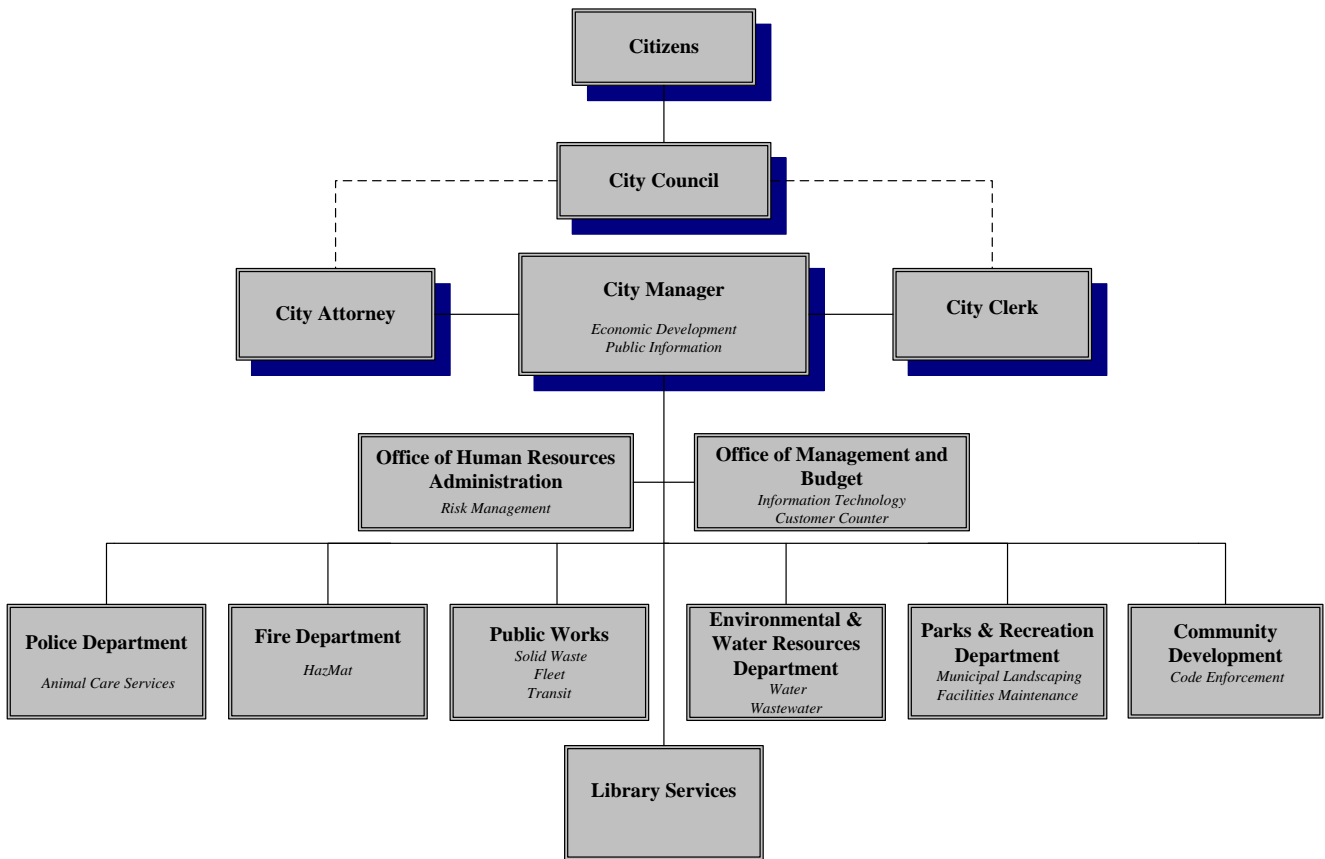 Citizens
City Council
City Attorney
City Manager
Economic Development
Public Information
City Clerk
Office of Human Resources
Administration
Risk Management
Office of Management and
Budget
Information Technology
Customer Counter
Police Department
Animal Care Services
Fire Department
HazMat
Public Works
Solid Waste
Fleet
Transit
Environmental &
Water Resources
Department
Water
Wastewater
Parks & Recreation
Department
Municipal Landscaping
Facilities Maintenance
Community
Development
Code Enforcement
Library Services